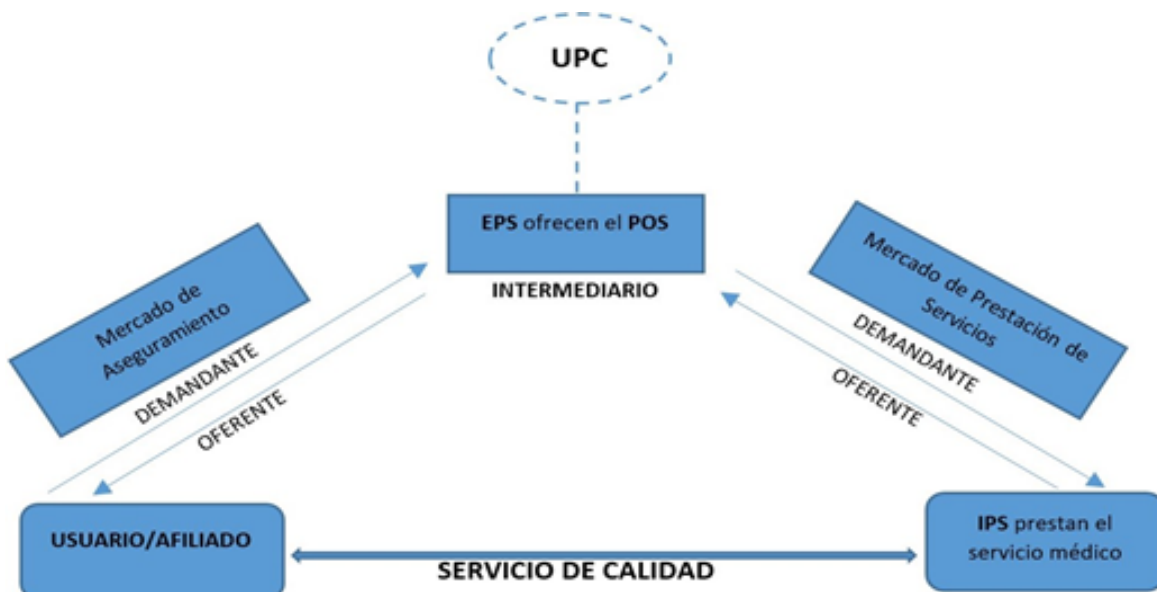 UPC
EPS ofrecen el POS
INTERMEDIARIO
Mercado de
Aseguramiento
DEMANDANTE
OFERENTE
Mercado de Prestación de
Servicios
DEMANDANTE
OFERENTE
USUARIO/AFILIADO
IPS prestan el
servicio médico
SERVICIO DE CALIDAD